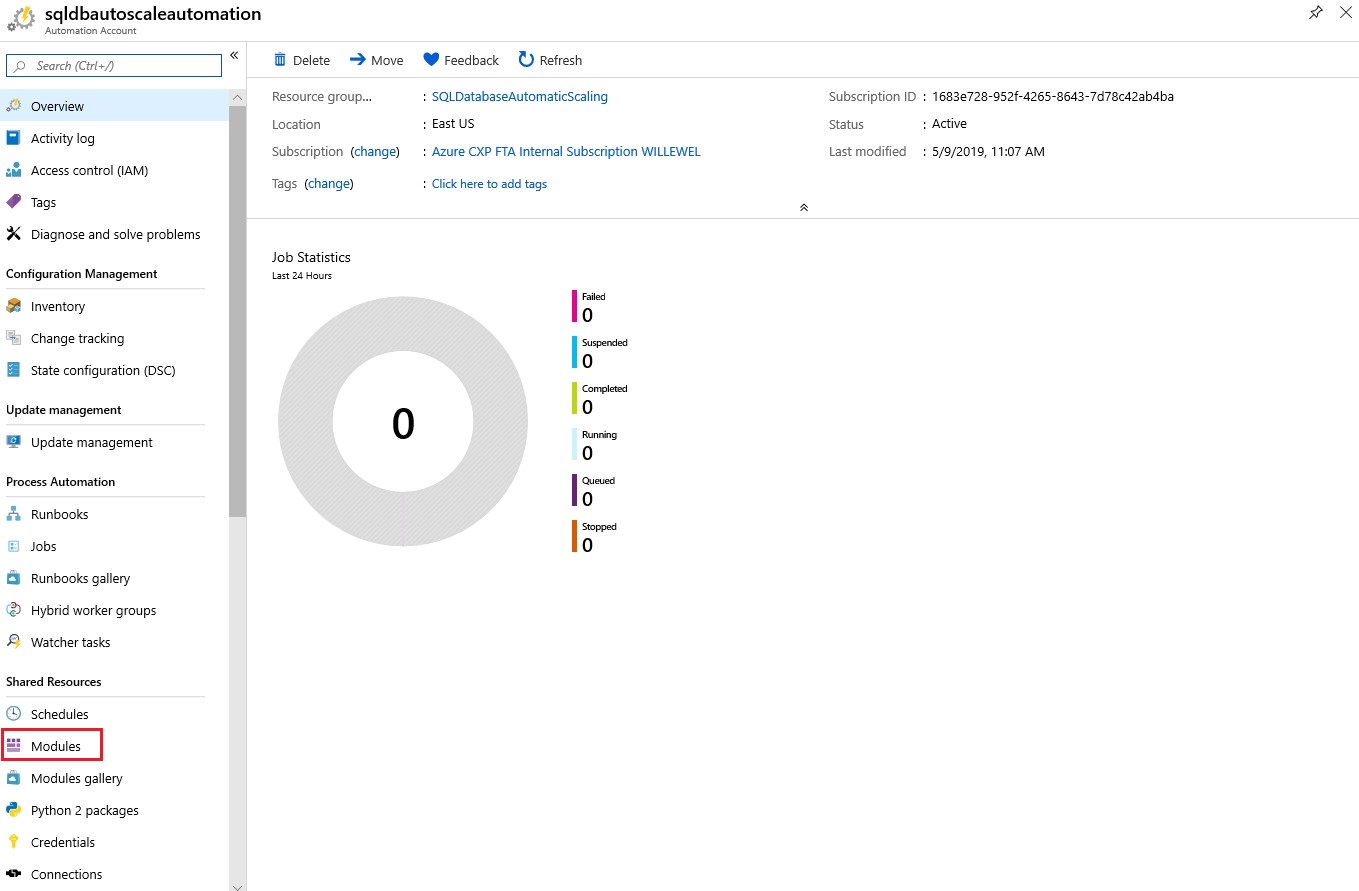 sqldbautoscaleautomation
Automation Account
Search (Ctrl+/)
«
Overview
Activity log
Access control (IAM)
Tags
Diagnose and solve problems
Configuration Management
Inventory
Change tracking
State configuration (DSC)
Update management
Update management
Process Automation
Runbooks
Jobs
Runbooks gallery
Hybrid worker groups
Watcher tasks
Shared Resources
Schedules
Modules
Modules gallery
Python 2 packages
Credentials
Connections
Delete Move Feedback Refresh
Resource group... : SQLDatabaseAutomaticScaling
Location : East US
Subscription (change) : Azure CXP FTA Internal Subscription WILLEWEL
Tags (change) : Click here to add tags
Subscription ID : 1683e728-952f-4265-8643-7d78c42ab4ba
Status : Active
Last modified : 5/9/2019, 11:07 AM
Job Statistics
Last 24 Hours
0
Failed
0
Suspended
0
Completed
0
Running
0
Queued
0
Stopped
0